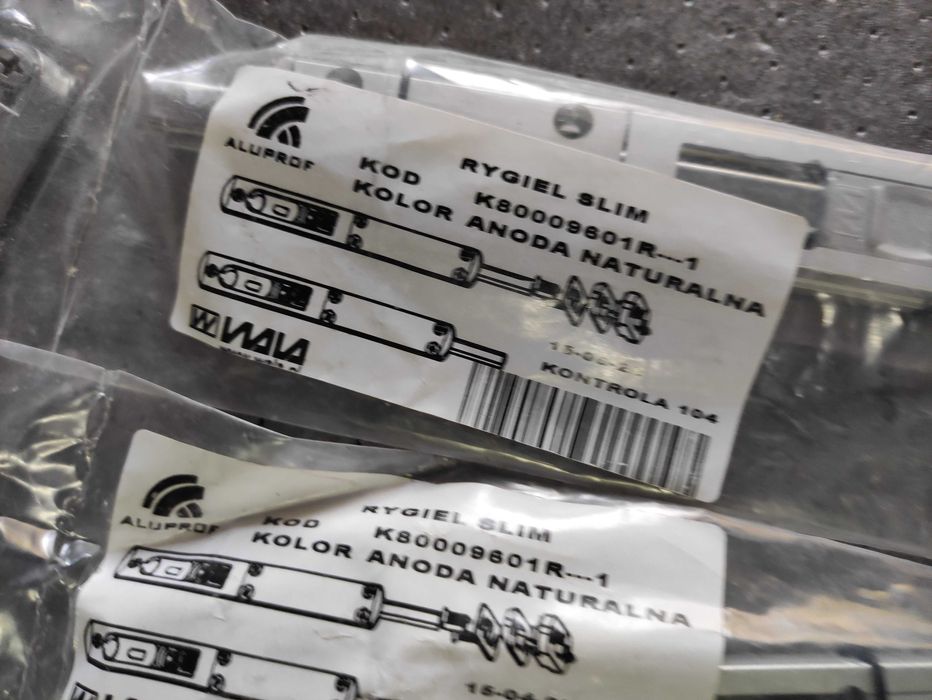 ALUPROF
RYGIEL SLIM
KOD K80009601R---1
KOLOR ANODA NATURALNA
WALA
KONTROLA 104
ALUPROF
RYGIEL SLIM
KOD K80009601R---1
KOLOR ANODA NATURALNA